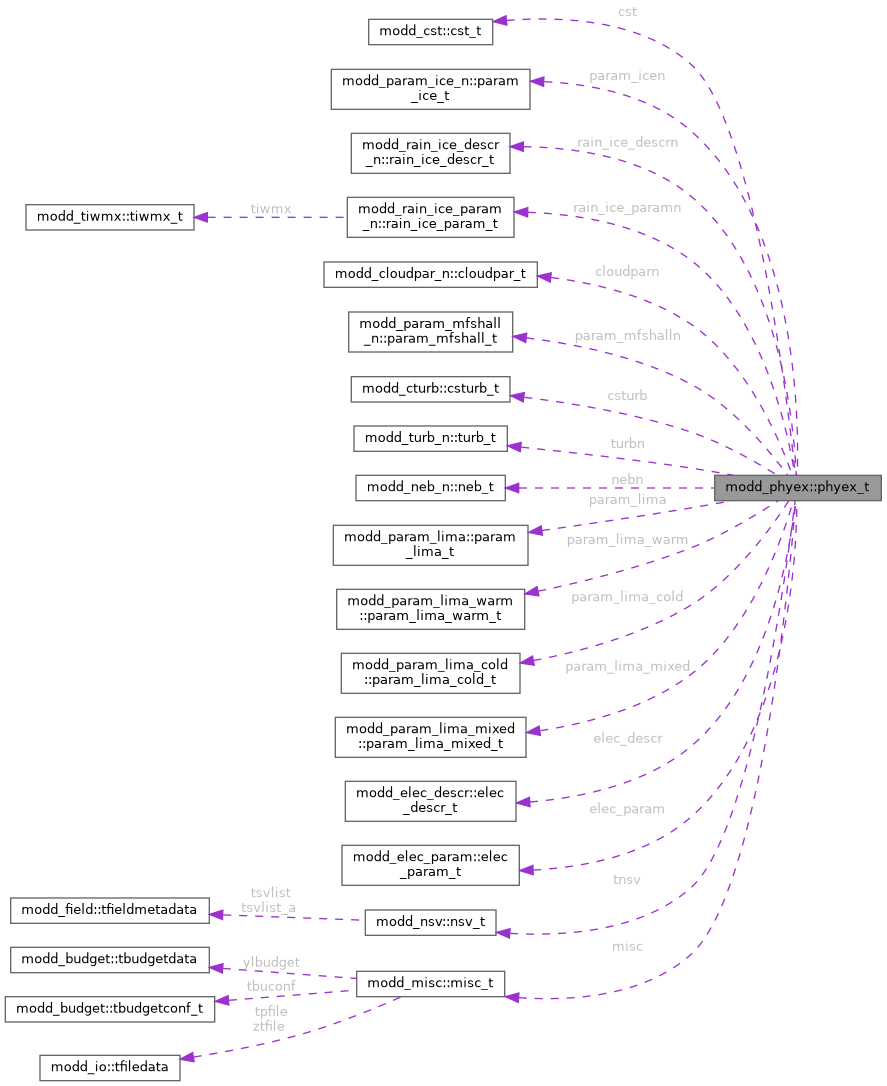 cst
modd_cst::cst_t
param_icen
modd_param_ice_n::param
_ice_t
rain_ice_descrn
modd_rain_ice_descr
_n::rain_ice_descr_t
rain_ice_paramn
modd_rain_ice_param
_n::rain_ice_param_t
tiwmx
modd_tiwmx::tiwmx_t
cloudparn
modd_cloudpar_n::cloudpar_t
param_mfshalln
modd_param_mfshall
_n::param_mfshall_t
csturb
modd_cturb::csturb_t
turbn
modd_turb_n::turb_t
nebn
modd_neb_n::neb_t
modd_phyex::phyex_t
param_lima
modd_param_lima::param
_lima_t
param_lima_warm
modd_param_lima_warm
::param_lima_warm_t
param_lima_cold
modd_param_lima_cold
::param_lima_cold_t
param_lima_mixed
modd_param_lima_mixed
::param_lima_mixed_t
elec_descr
modd_elec_descr::elec
_descr_t
elec_param
modd_elec_param::elec
_param_t
tnsv
modd_nsv::nsv_t
tsvlist
tsvlist_a
modd_field::tfieldmetadata
misc
modd_misc::misc_t
ylbudget
modd_budget::tbudgetdata
tbuconf
modd_budget::tbudgetconf_t
tpfile
ztfile
modd_io::tfiledata